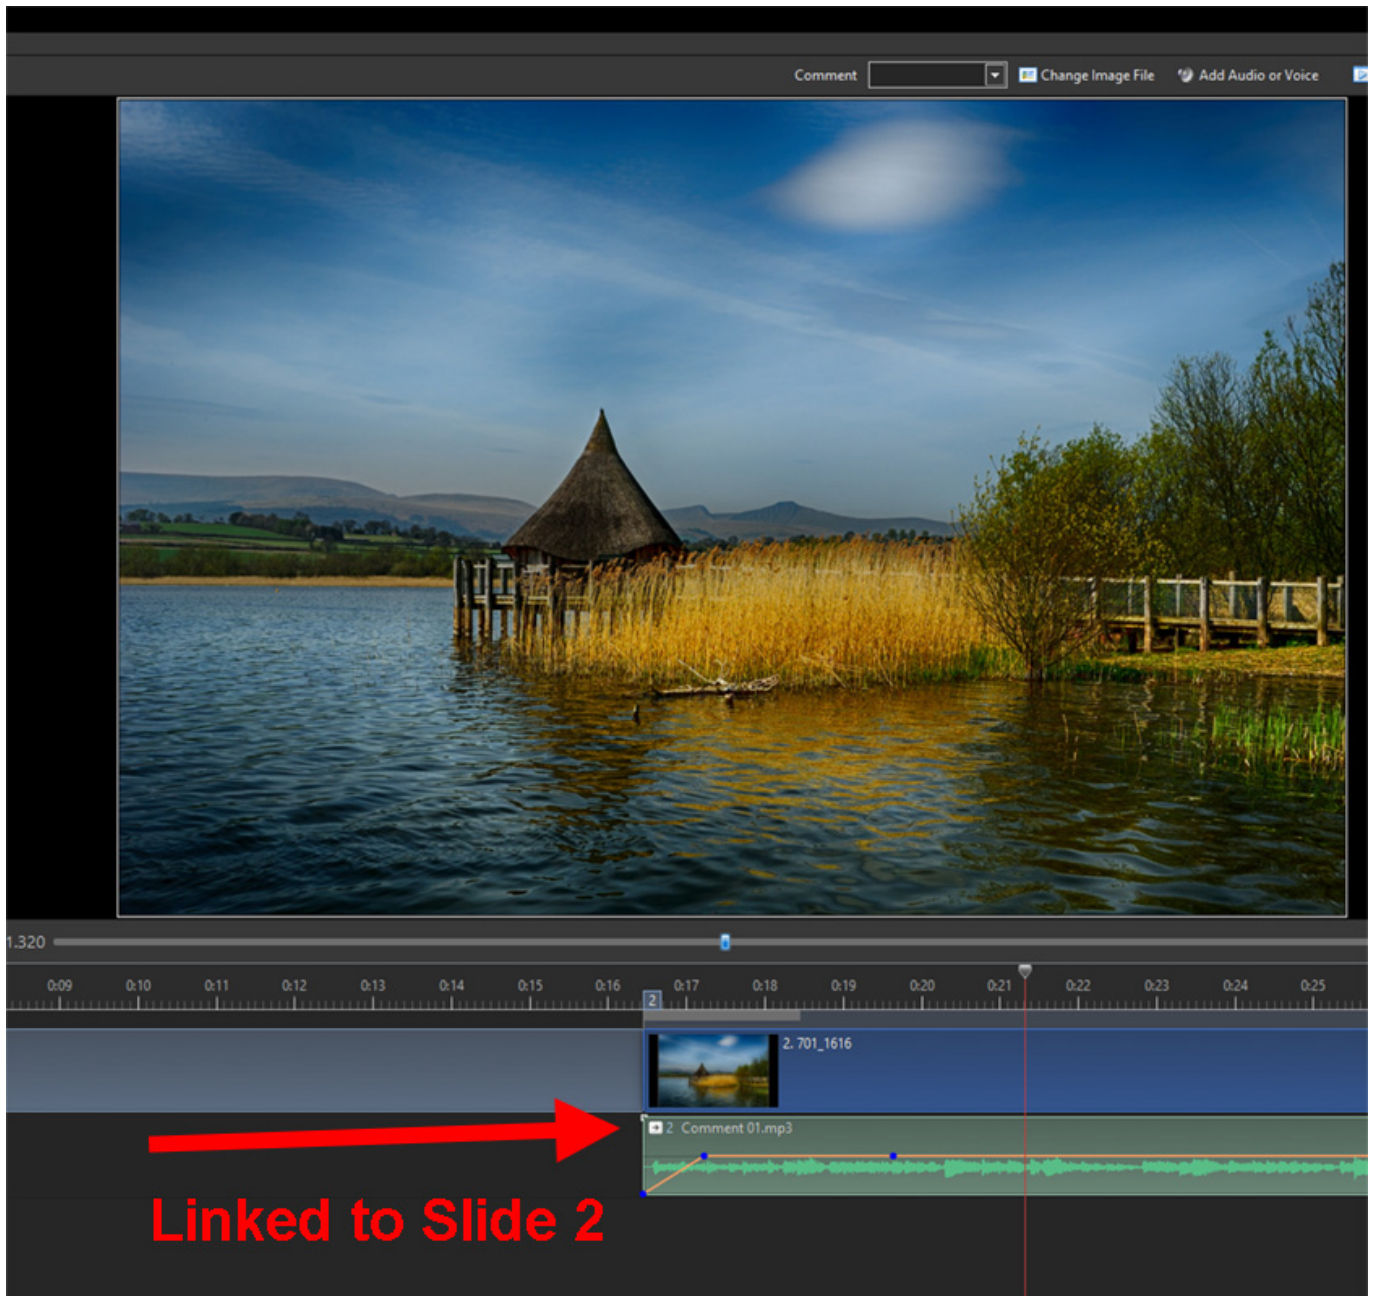 Comment Change Image File Add Audio or Voice
1.320
0:09 0:10 0:11 0:12 0:13 0:14 0:15 0:16 0:17 0:18 0:19 0:20 0:21 0:22 0:23 0:24 0:25
2
2. 701_1616
2 Comment 01.mp3
Linked to Slide 2